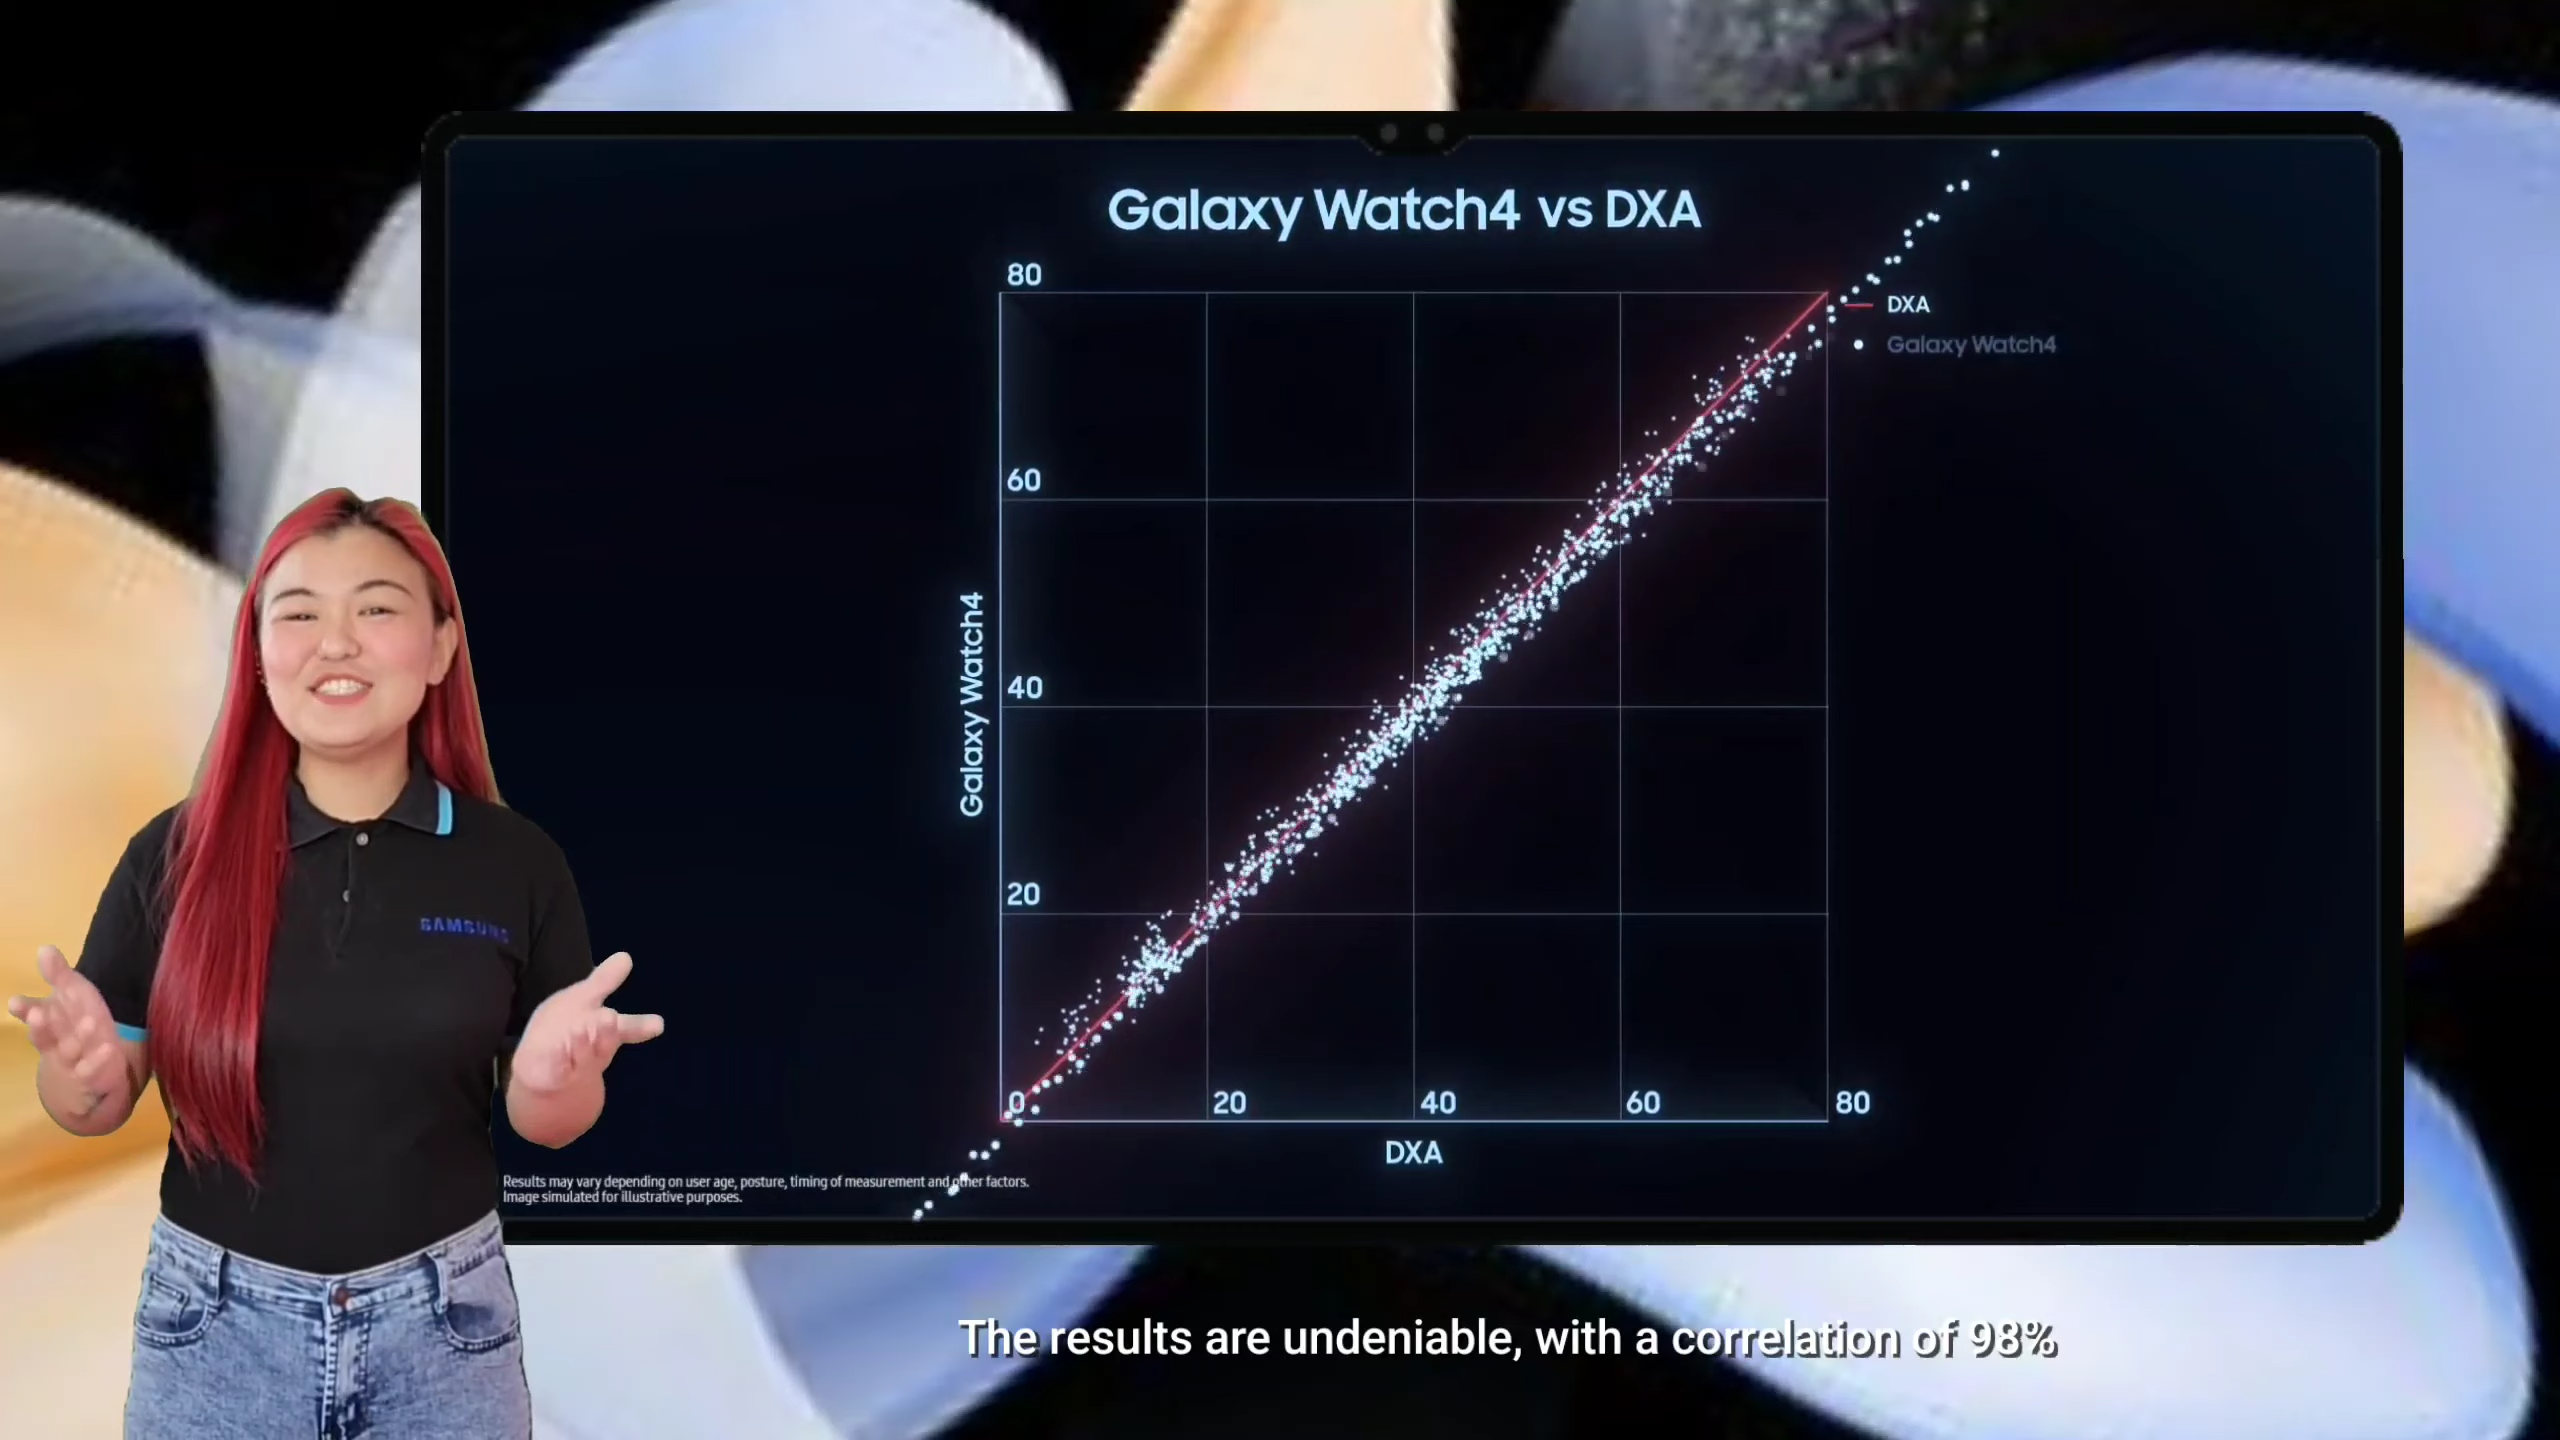 Galaxy Watch4 vs DXA
80
60
40
20
0
20
40
60
80
Galaxy Watch4
DXA
DXA
Galaxy Watch4
SAMSUNG
Results may vary depending on user age, posture, timing of measurement and other factors.
Image simulated for illustrative purposes.
The results are undeniable, with a correlation of 98%